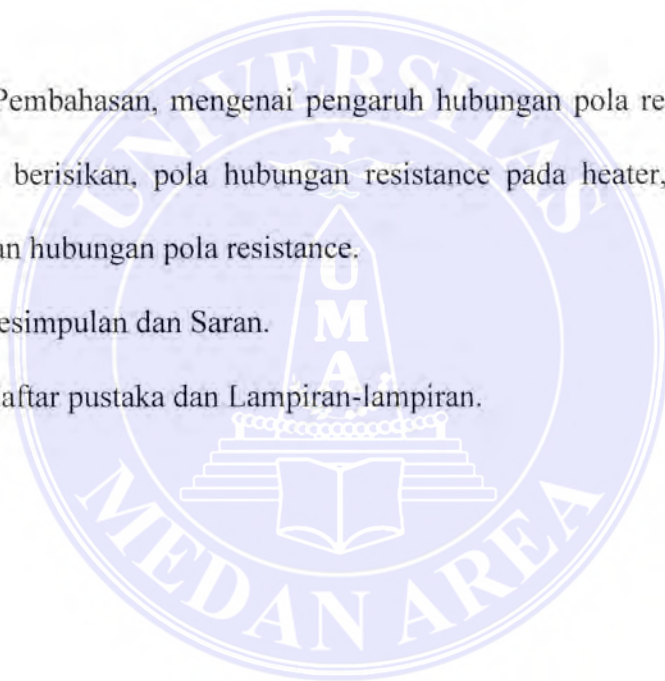 Pembahasan, mengenai pengaruh hubungan pola re
berisikan, pola hubungan resistance pada heater,
an hubungan pola resistance.
esimpulan dan Saran.
aftar pustaka dan Lampiran-lampiran.
UNIVERSITAS
UMA
MEDAN AREA